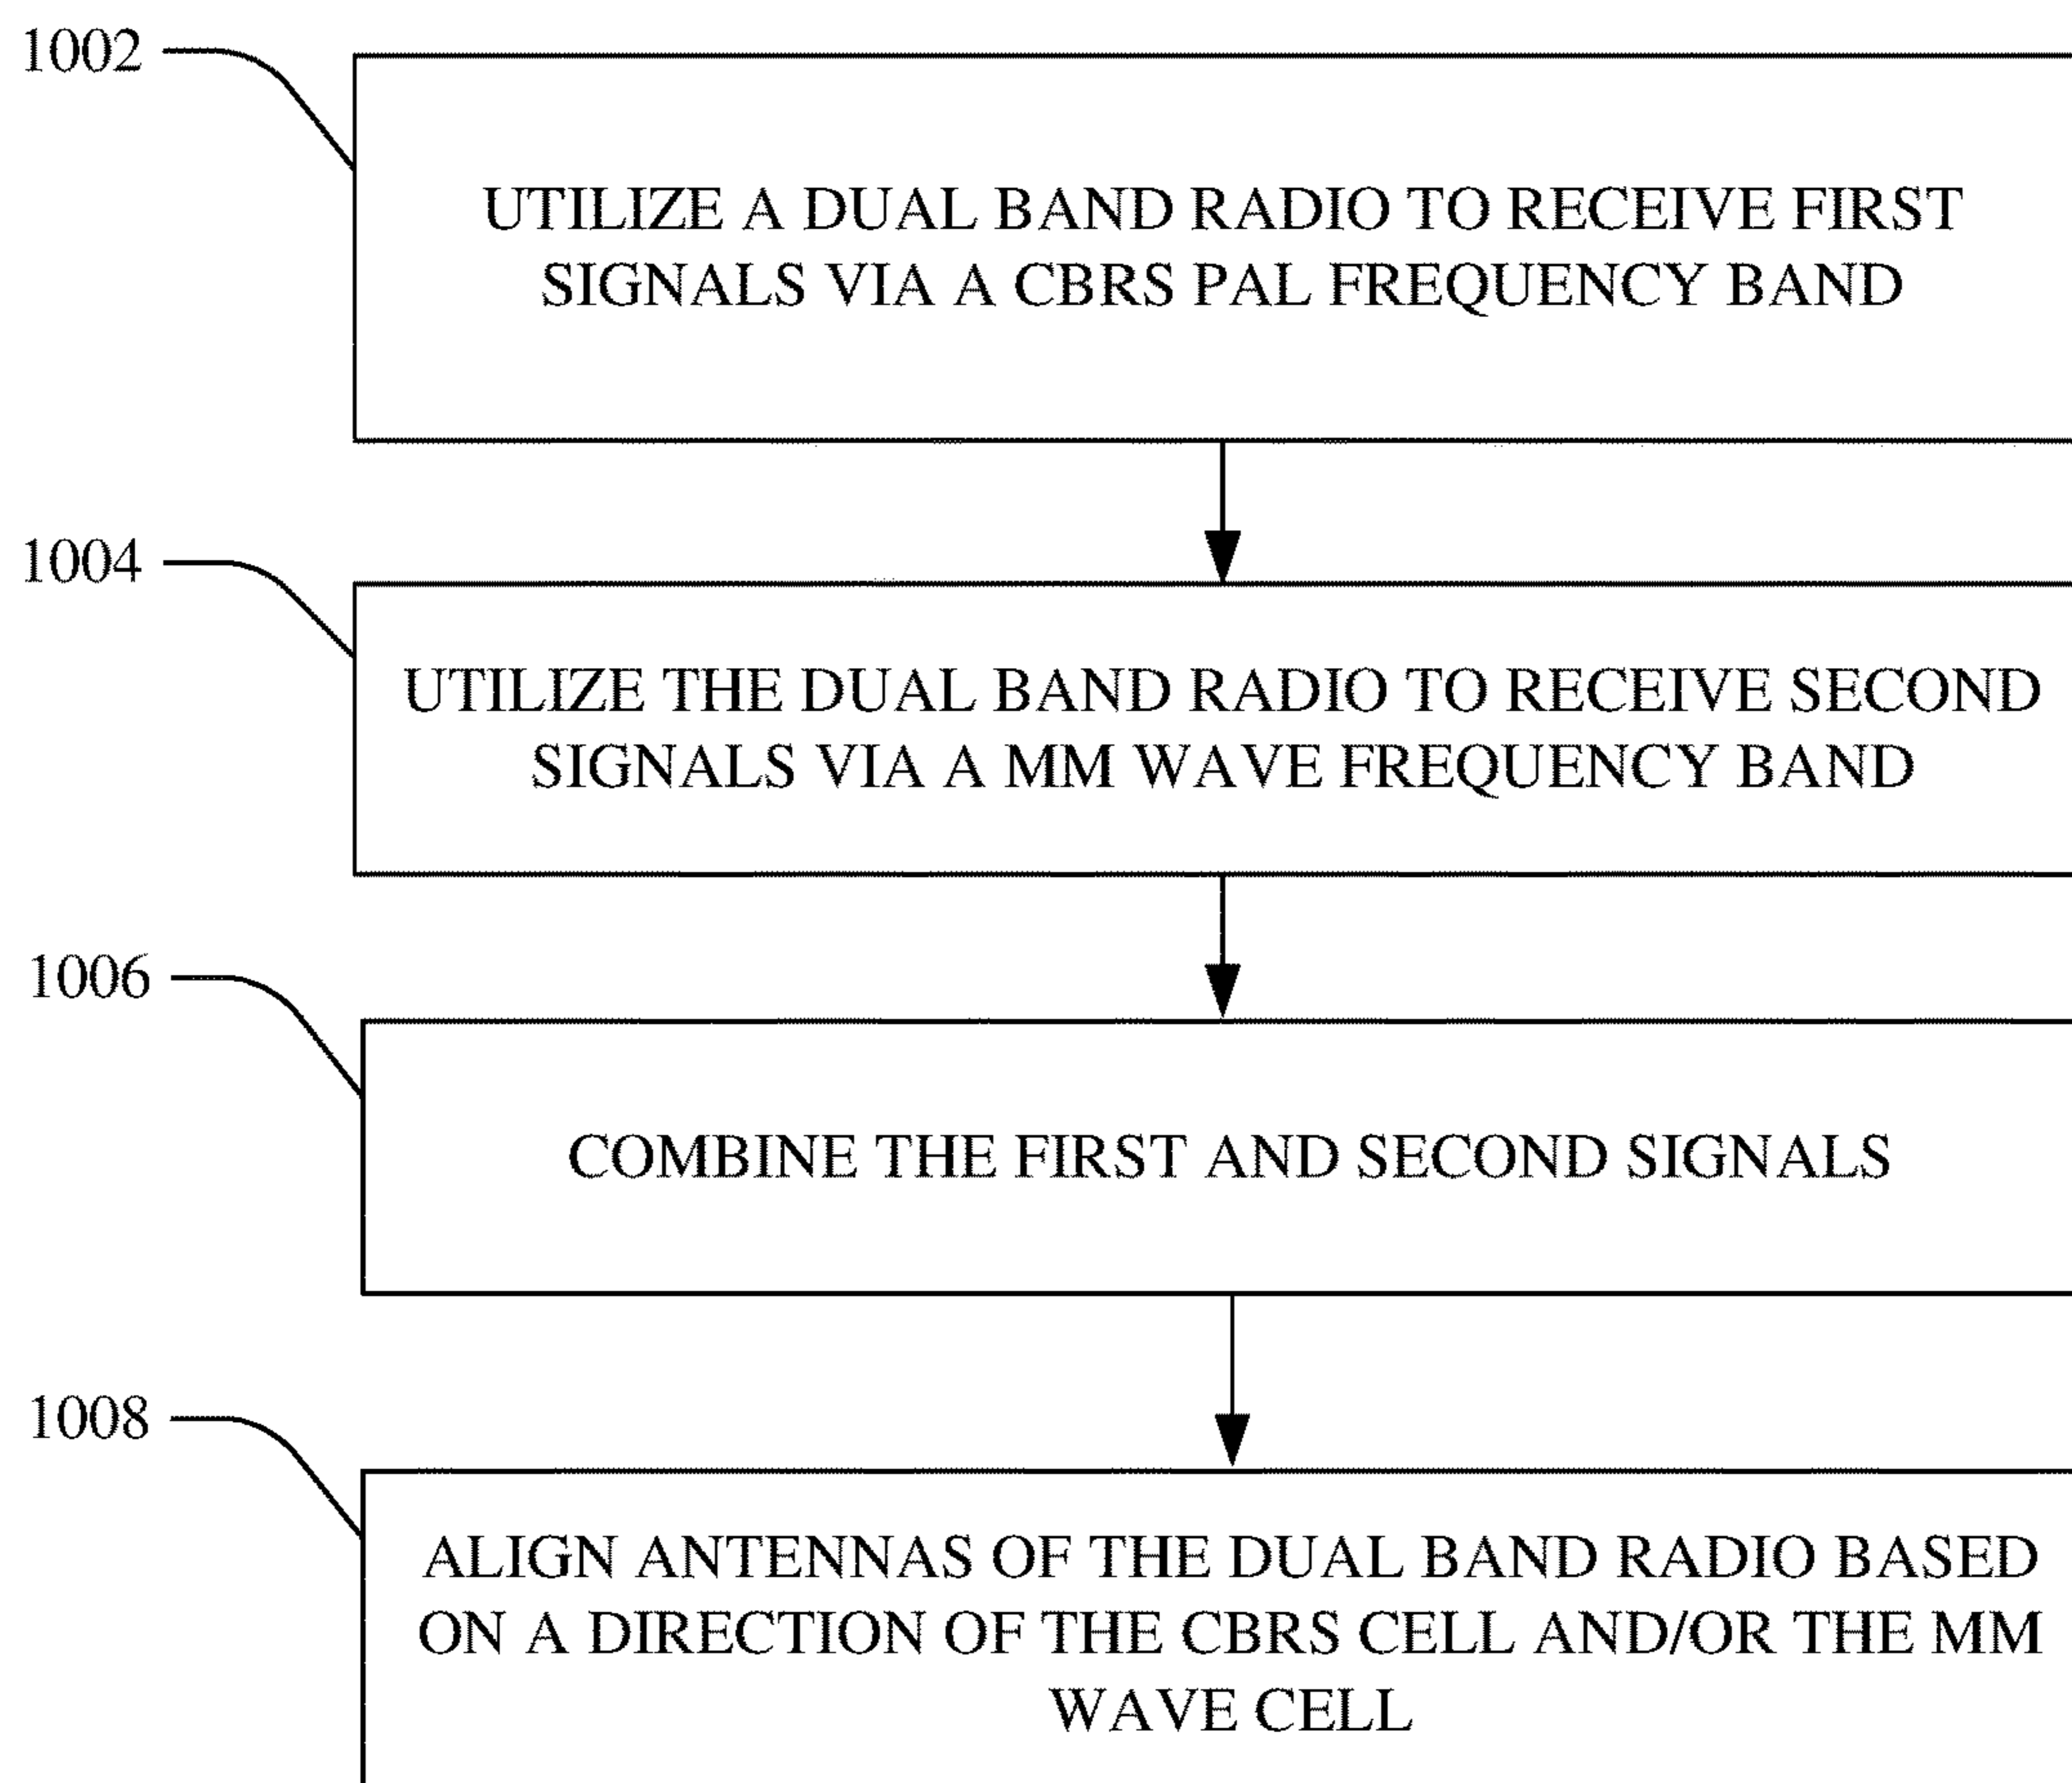 1002
UTILIZE A DUAL BAND RADIO TO RECEIVE FIRST
SIGNALS VIA A CBRS PAL FREQUENCY BAND
1004
UTILIZE THE DUAL BAND RADIO TO RECEIVE SECOND
SIGNALS VIA A MM WAVE FREQUENCY BAND
1006
COMBINE THE FIRST AND SECOND SIGNALS
1008
ALIGN ANTENNAS OF THE DUAL BAND RADIO BASED
ON A DIRECTION OF THE CBRS CELL AND/OR THE MM
WAVE CELL